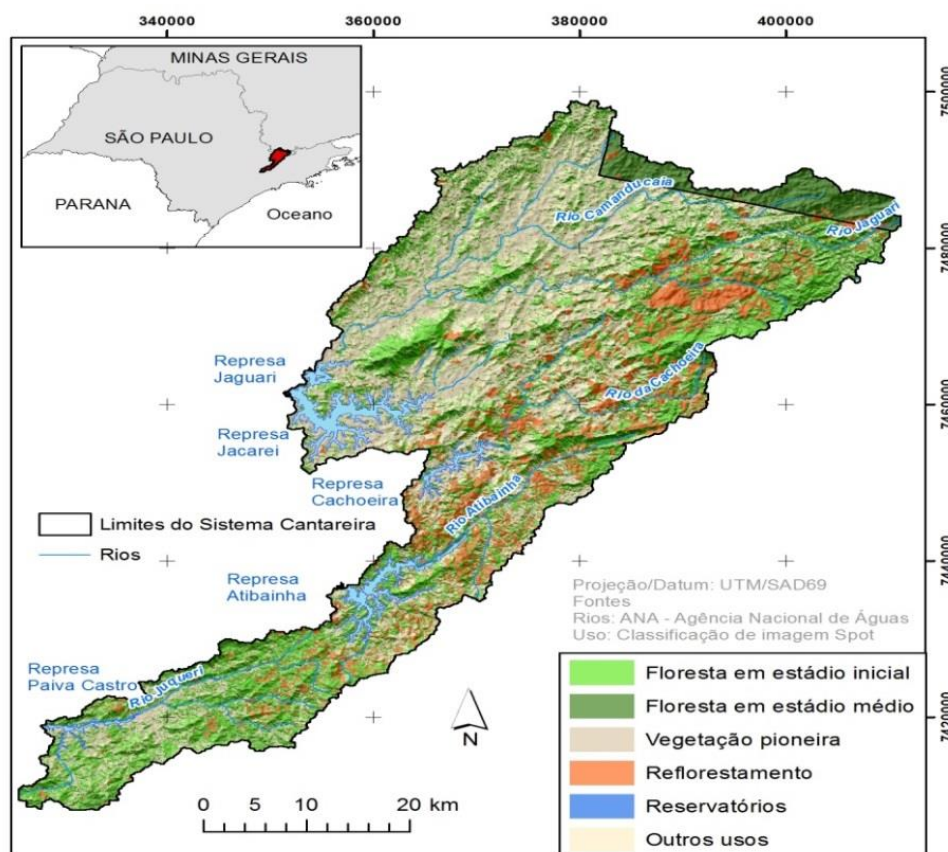 340000 360000 380000 400000
MINAS GERAIS
SÃO PAULO
PARANA
Oceano
7500000
7480000
7460000
7440000
7420000
Rio Camanducaia
Rio Jaguari
Represa
Jaguari
Rio da Cachoeira
Represa
Jacarei
Represa
Cachoeira
Rio Atibainha
Limites do Sistema Cantareira
Rios
Represa
Atibainha
Represa
Paiva Castro
Rio Juqueri
N
0 5 10 20 km
Projeção/Datum: UTM/SAD69
Fontes
Rios: ANA - Agência Nacional de Águas
Uso: Classificação de imagem Spot
Floresta em estádio inicial
Floresta em estádio médio
Vegetação pioneira
Reflorestamento
Reservatórios
Outros usos